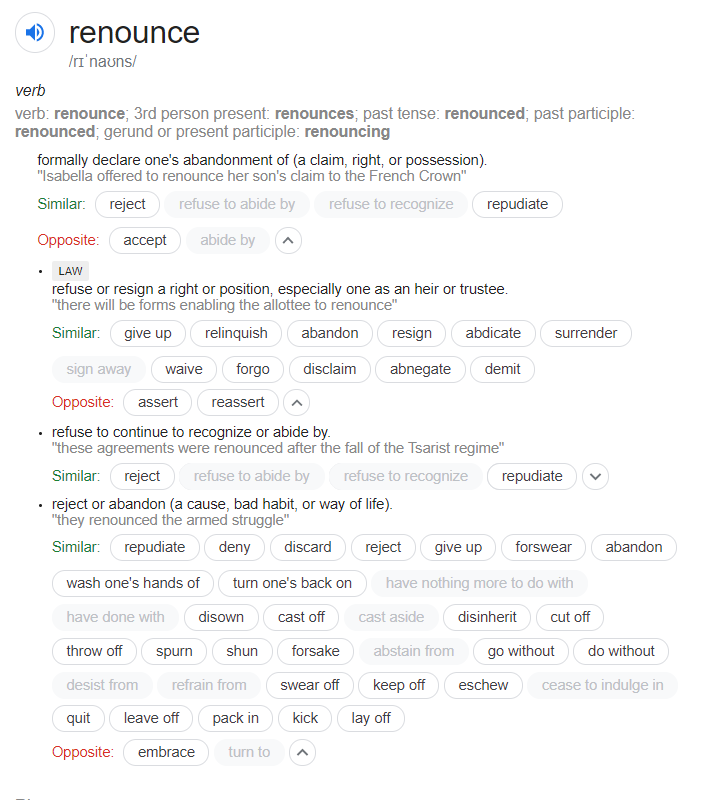 renounce
/rɪˈnaʊns/
verb
verb: renounce; 3rd person present: renounces; past tense: renounced; past participle:
renounced; gerund or present participle: renouncing
formally declare one's abandonment of (a claim, right, or possession).
"Isabella offered to renounce her son's claim to the French Crown"
Similar: reject refuse to abide by refuse to recognize repudiate
Opposite: accept abide by
• LAW
refuse or resign a right or position, especially one as an heir or trustee.
"there will be forms enabling the allottee to renounce"
Similar: give up relinquish abandon resign abdicate surrender
sign away waive forgo disclaim abnegate demit
Opposite: assert reassert
• refuse to continue to recognize or abide by.
"these agreements were renounced after the fall of the Tsarist regime"
Similar: reject refuse to abide by refuse to recognize repudiate
• reject or abandon (a cause, bad habit, or way of life).
"they renounced the armed struggle"
Similar: repudiate deny discard reject give up forswear abandon
wash one's hands of turn one's back on have nothing more to do with
have done with disown cast off cast aside disinherit cut off
throw off spurn shun forsake abstain from go without do without
desist from refrain from swear off keep off eschew cease to indulge in
quit leave off pack in kick lay off
Opposite: embrace turn to